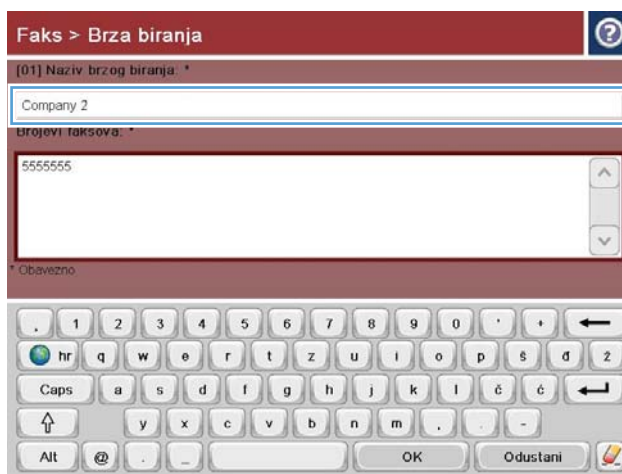 Faks > Brza biranja
[01] Naziv brzog biranja: *
Company 2
Brojevi faksova: *
5555555
* Obavezno
. 1 2 3 4 5 6 7 8 9 0 ' +
hr q w e r t z u i o p š đ ž
Caps a s d f g h j k l č ć
y x c v b n m , . -
Alt @ . _ OK Odustani